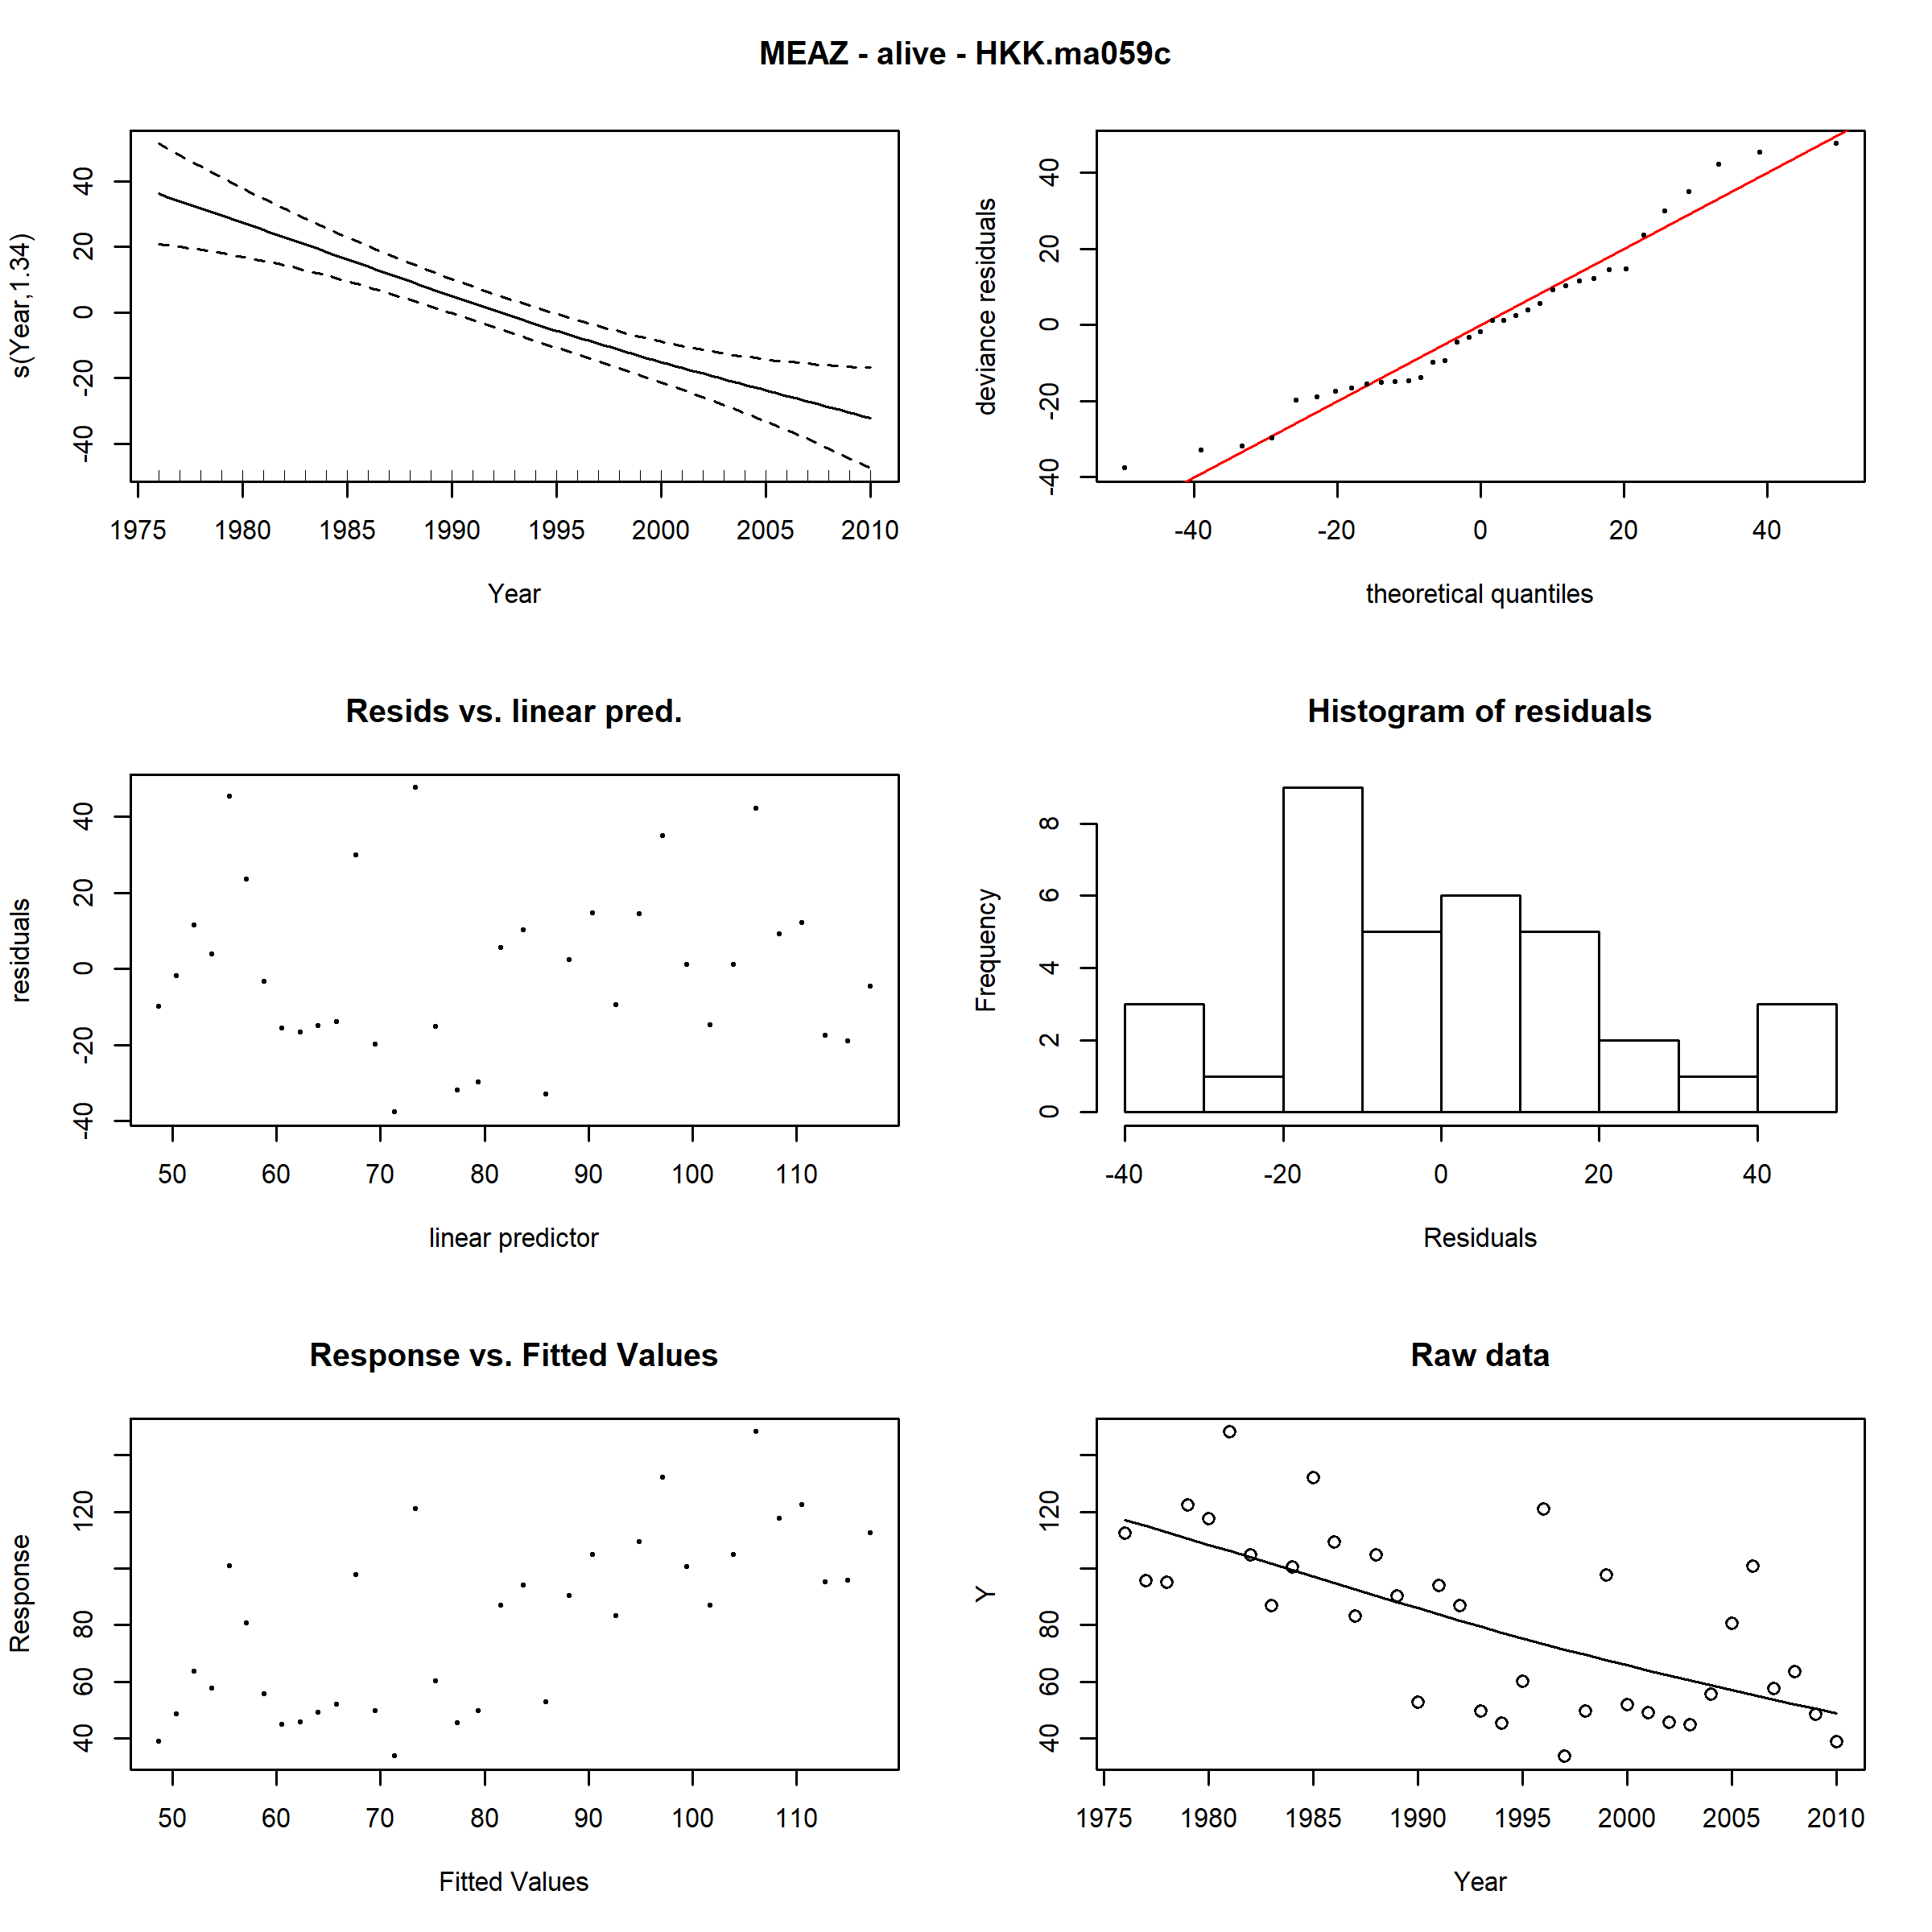 MEAZ - alive - HKK.ma059c
s(Year,1.34)
40
20
0
-20
-40
1975 1980 1985 1990 1995 2000 2005 2010
Year
deviance residuals
40
20
0
-20
-40
-40 -20 0 20 40
theoretical quantiles
Resids vs. linear pred.
residuals
40
20
0
-20
-40
50 60 70 80 90 100 110
linear predictor
Histogram of residuals
Frequency
8
6
4
2
0
-40 -20 0 20 40
Residuals
Response vs. Fitted Values
Response
120
80
60
40
50 60 70 80 90 100 110
Fitted Values
Raw data
Y
120
80
60
40
1975 1980 1985 1990 1995 2000 2005 2010
Year